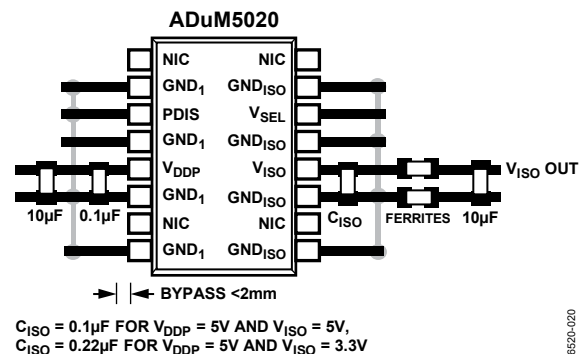 ADuM5020
NIC NIC
GND1 GNDISO
PDIS VSEL
GND1 GNDISO
VDDP VISO
VISO OUT
GND1 GNDISO
10µF 0.1µF CISO FERRITES 10µF
NIC NIC
GND1 GNDISO
BYPASS <2mm
CISO = 0.1µF FOR VDDP = 5V AND VISO = 5V,
CISO = 0.22µF FOR VDDP = 5V AND VISO = 3.3V
6520-020